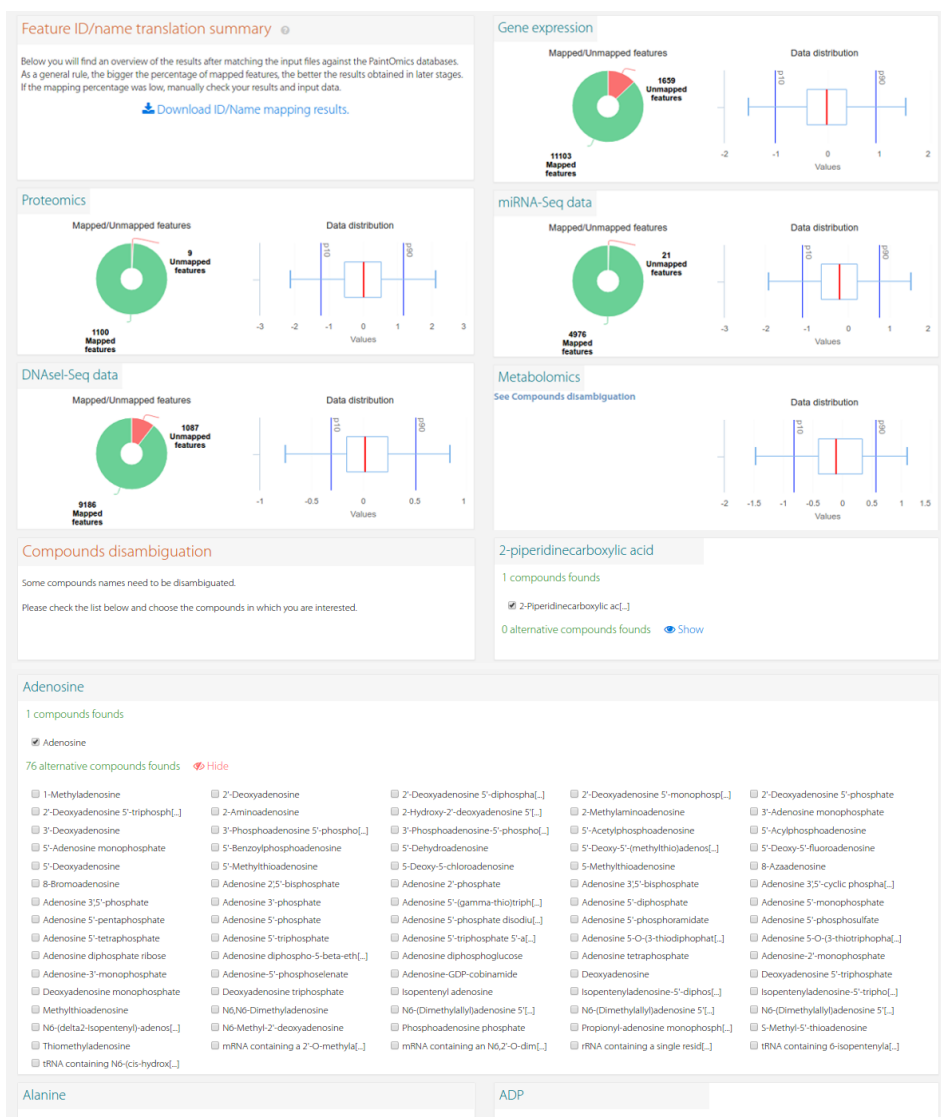 Feature ID/name translation summary
Below you will find an overview of the results after matching the input files against the PaintOmics databases.
As a general rule, the bigger the percentage of mapped features, the better the results obtained in later stages.
If the mapping percentage was low, manually check your results and input data.
Download ID/Name mapping results.
Gene expression
Mapped/Unmapped features
1659
Unmapped
features
11103
Mapped
features
Data distribution
p10
p90
-2 -1 0 1 2
Values
Proteomics
Mapped/Unmapped features
9
Unmapped
features
1100
Mapped
features
Data distribution
p10
p90
-3 -2 -1 0 1 2 3
Values
miRNA-Seq data
Mapped/Unmapped features
21
Unmapped
features
4976
Mapped
features
Data distribution
p10
p90
-3 -2 -1 0 1 2
Values
DNAseI-Seq data
Mapped/Unmapped features
1087
Unmapped
features
9186
Mapped
features
Data distribution
p10
p90
-1 -0.5 0 0.5 1
Values
Metabolomics
See Compounds disambiguation
Data distribution
p10
p90
-2 -1.5 -1 -0.5 0 0.5 1 1.5
Values
Compounds disambiguation
Some compounds names need to be disambiguated.
Please check the list below and choose the compounds in which you are interested.
2-piperidinecarboxylic acid
1 compounds founds
2-Piperidinecarboxylic ac[...]
0 alternative compounds founds Show
Adenosine
1 compounds founds
Adenosine
76 alternative compounds founds Hide
1-Methyladenosine 2'-Deoxyadenosine 2'-Deoxyadenosine 5'-diphospha[...] 2'-Deoxyadenosine 5'-monophosp[...] 2'-Deoxyadenosine 5'-phosphate
2'-Deoxyadenosine 5'-triphosph[...] 2-Aminoadenosine 2-Hydroxy-2'-deoxyadenosine 5'[...] 2-Methylaminoadenosine 3'-Adenosine monophosphate
3'-Deoxyadenosine 3'-Phosphoadenosine 5'-phospho[...] 3'-Phosphoadenosine-5'-phospho[...] 5'-Acetylphosphoadenosine 5'-Acylphosphoadenosine
5'-Adenosine monophosphate 5'-Benzoylphosphoadenosine 5'-Dehydroadenosine 5'-Deoxy-5'-(methylthio)adenos[...] 5'-Deoxy-5'-fluoroadenosine
5'-Deoxyadenosine 5'-Methylthioadenosine 5-Deoxy-5-chloroadenosine 5-Methylthioadenosine 8-Azaadenosine
8-Bromoadenosine Adenosine 2',5'-bisphosphate Adenosine 2'-phosphate Adenosine 3',5'-bisphosphate Adenosine 3',5'-cyclic phospha[...]
Adenosine 3',5'-phosphate Adenosine 3'-phosphate Adenosine 5'-(gamma-thio)triph[...] Adenosine 5'-diphosphate Adenosine 5'-monophosphate
Adenosine 5'-pentaphosphate Adenosine 5'-phosphate Adenosine 5'-phosphate disodiu[...] Adenosine 5'-phosphoramidate Adenosine 5'-phosphosulfate
Adenosine 5'-tetraphosphate Adenosine 5'-triphosphate Adenosine 5'-triphosphate 5'-a[...] Adenosine 5-O-(3-thiodiphophat[...] Adenosine 5-O-(3-thiotriphopha[...]
Adenosine diphosphate ribose Adenosine diphospho-5-beta-eth[...] Adenosine diphosphoglucose Adenosine tetraphosphate Adenosine-2'-monophosphate
Adenosine-3'-monophosphate Adenosine-5'-phosphoselenate Adenosine-GDP-cobinamide Deoxyadenosine Deoxyadenosine 5'-triphosphate
Deoxyadenosine monophosphate Deoxyadenosine triphosphate Isopentenyl adenosine Isopentenyladenosine-5'-diphos[...] Isopentenyladenosine-5'-tripho[...]
Methylthioadenosine N6,N6-Dimethyladenosine N6-(Dimethylallyl)adenosine 5'[...] N6-(Dimethylallyl)adenosine 5'[...] N6-(Dimethylallyl)adenosine 5'[...]
N6-(delta2-Isopentenyl)-adenos[...] N6-Methyl-2'-deoxyadenosine Phosphoadenosine phosphate Propionyl-adenosine monophosph[...] S-Methyl-5'-thioadenosine
Thiomethyladenosine mRNA containing a 2'-O-methyla[...] mRNA containing an N6,2'-O-dim[...] rRNA containing a single resid[...] tRNA containing 6-isopentenyla[...]
tRNA containing N6-(cis-hydrox[...]
Alanine
ADP